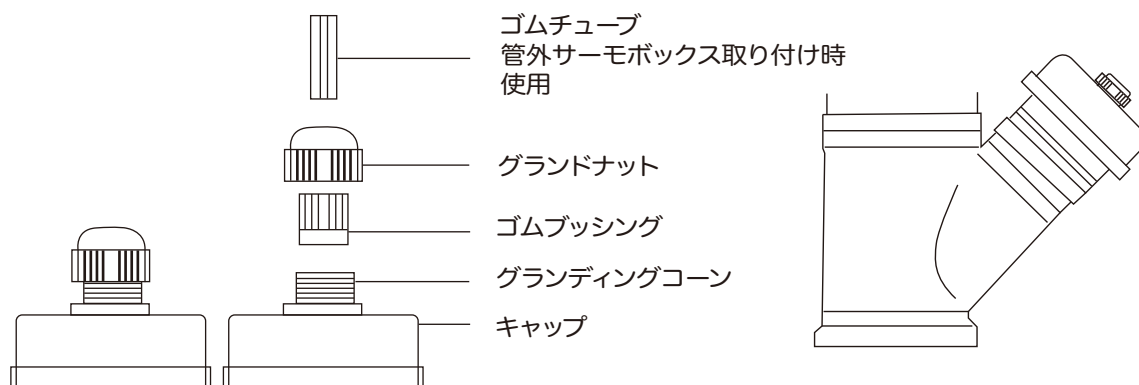 ゴムチューブ
管外サーモボックス取り付け時
使用
グランドナット
ゴムブッシング
グランディングコーン
キャップ